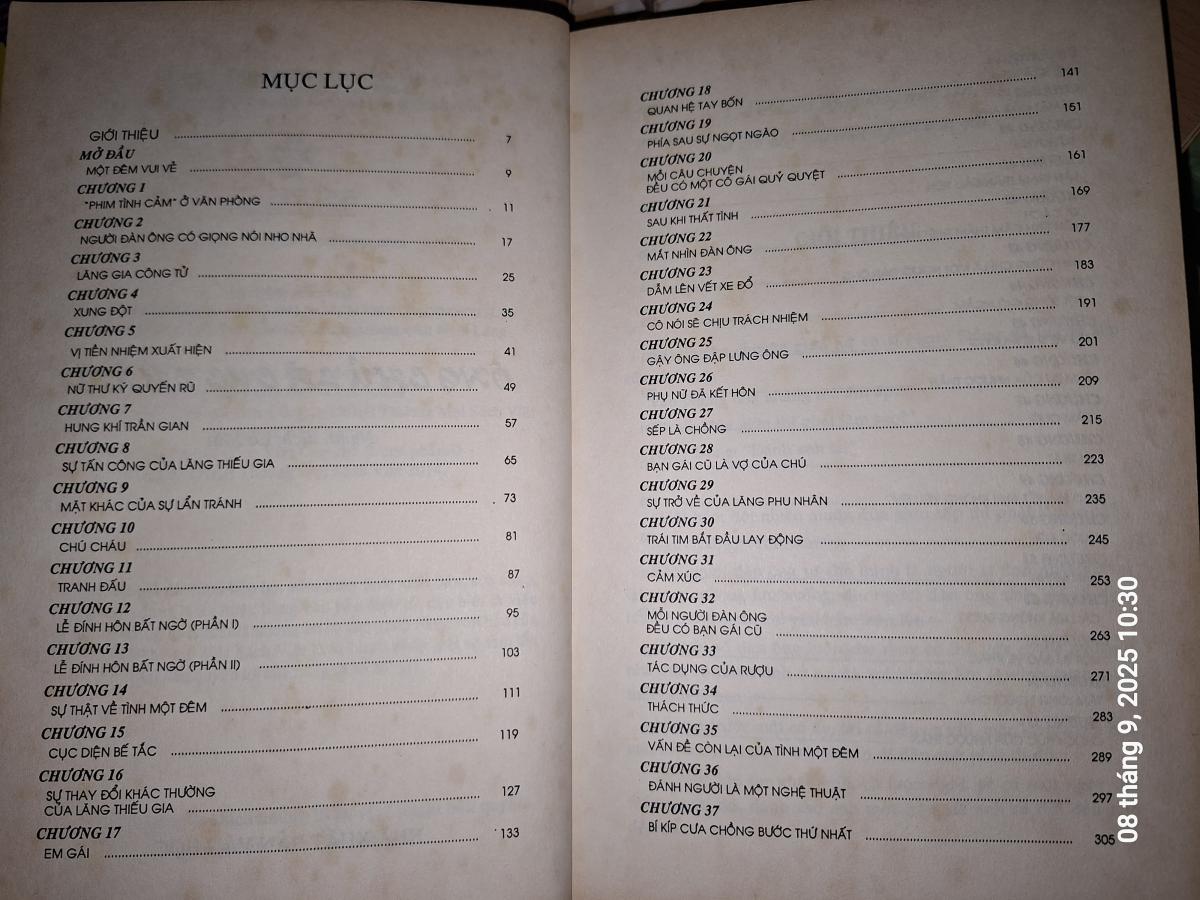 MỤC LỤC
GIỚI THIỆU ........ 7
MỞ ĐẦU
MỘT ĐÊM VUI VẺ ........ 9
CHƯƠNG 1
"PHIM TÌNH CẢM" Ở VĂN PHÒNG ........ 11
CHƯƠNG 2
NGƯỜI ĐÀN ÔNG CÓ GIỌNG NÓI NHO NHÃ ........ 17
CHƯƠNG 3
LĂNG GIA CÔNG TỬ ........ 25
CHƯƠNG 4
XUNG ĐỘT ........ 35
CHƯƠNG 5
VỊ TIỀN NHIỆM XUẤT HIỆN ........ 41
CHƯƠNG 6
NỮ THƯ KÝ QUYẾN RŨ ........ 49
CHƯƠNG 7
HUNG KHÍ TRẦN GIAN ........ 57
CHƯƠNG 8
SỰ TẤN CÔNG CỦA LĂNG THIẾU GIA ........ 65
CHƯƠNG 9
MẶT KHÁC CỦA SỰ LẨN TRÁNH ........ 73
CHƯƠNG 10
CHÚ CHÁU ........ 81
CHƯƠNG 11
TRANH ĐẤU ........ 87
CHƯƠNG 12
LỄ ĐÍNH HÔN BẤT NGỜ (PHẦN I) ........ 95
CHƯƠNG 13
LỄ ĐÍNH HÔN BẤT NGỜ (PHẦN II) ........ 103
CHƯƠNG 14
SỰ THẬT VỀ TÌNH MỘT ĐÊM ........ 111
CHƯƠNG 15
CỤC DIỆN BẾ TẮC ........ 119
CHƯƠNG 16
SỰ THAY ĐỔI KHÁC THƯỜNG
CỦA LĂNG THIẾU GIA ........ 127
CHƯƠNG 17
EM GÁI ........ 133
CHƯƠNG 18
QUAN HỆ TAY BỐN ........ 141
CHƯƠNG 19
PHÍA SAU SỰ NGỌT NGÀO ........ 151
CHƯƠNG 20
MỖI CÂU CHUYỆN
ĐỀU CÓ MỘT CÔ GÁI QUỶ QUYỆT ........ 161
CHƯƠNG 21
SAU KHI THẤT TÌNH ........ 169
CHƯƠNG 22
MẮT NHÌN ĐÀN ÔNG ........ 177
CHƯƠNG 23
DẪM LÊN VẾT XE ĐỔ ........ 183
CHƯƠNG 24
CÔ NÓI SẼ CHỊU TRÁCH NHIỆM ........ 191
CHƯƠNG 25
GẬY ÔNG ĐẬP LƯNG ÔNG ........ 201
CHƯƠNG 26
PHỤ NỮ ĐÃ KẾT HÔN ........ 209
CHƯƠNG 27
SẾP LÀ CHỒNG ........ 215
CHƯƠNG 28
BẠN GÁI CŨ LÀ VỢ CỦA CHÚ ........ 223
CHƯƠNG 29
SỰ TRỞ VỀ CỦA LĂNG PHU NHÂN ........ 235
CHƯƠNG 30
TRÁI TIM BẮT ĐẦU LAY ĐỘNG ........ 245
CHƯƠNG 31
CẢM XÚC ........ 253
CHƯƠNG 32
MỖI NGƯỜI ĐÀN ÔNG
ĐỀU CÓ BẠN GÁI CŨ ........ 263
CHƯƠNG 33
TÁC DỤNG CỦA RƯỢU ........ 271
CHƯƠNG 34
THÁCH THỨC ........ 283
CHƯƠNG 35
VẤN ĐỀ CÒN LẠI CỦA TÌNH MỘT ĐÊM ........ 289
CHƯƠNG 36
ĐÁNH NGƯỜI LÀ MỘT NGHỆ THUẬT ........ 297
CHƯƠNG 37
BÍ KÍP CƯA CHỒNG BƯỚC THỨ NHẤT ........ 305
08 tháng 9, 2025 10:30